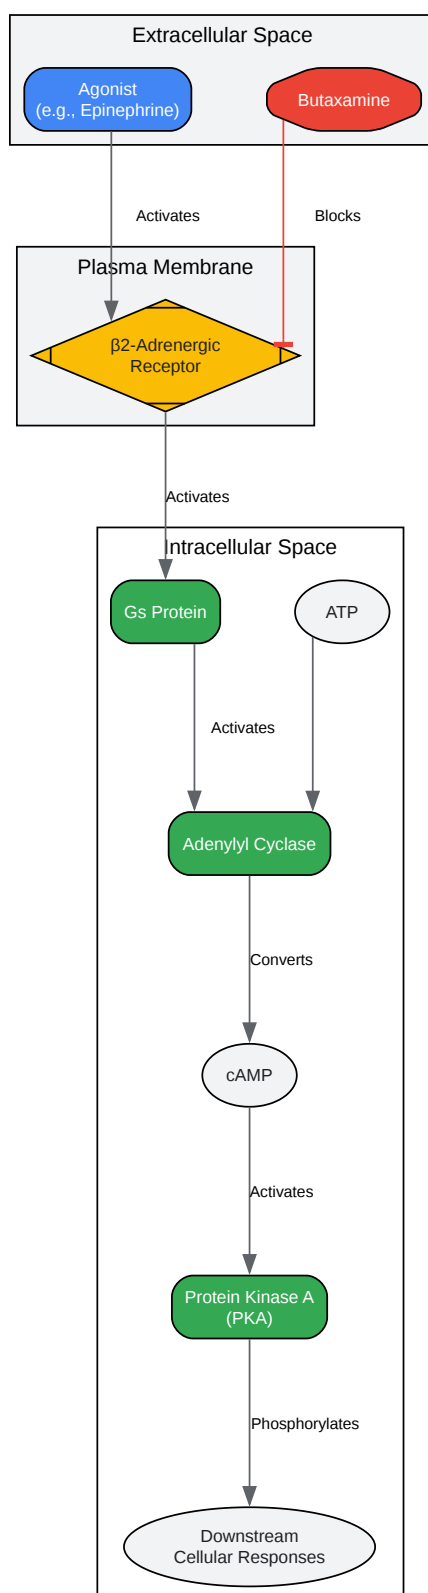 Extracellular Space
Agonist
(e.g., Epinephrine)
Butaxamine
Activates
Blocks
Plasma Membrane
β2-Adrenergic
Receptor
Activates
Intracellular Space
Gs Protein
ATP
Activates
Adenylyl Cyclase
Converts
cAMP
Activates
Protein Kinase A
(PKA)
Phosphorylates
Downstream
Cellular Responses